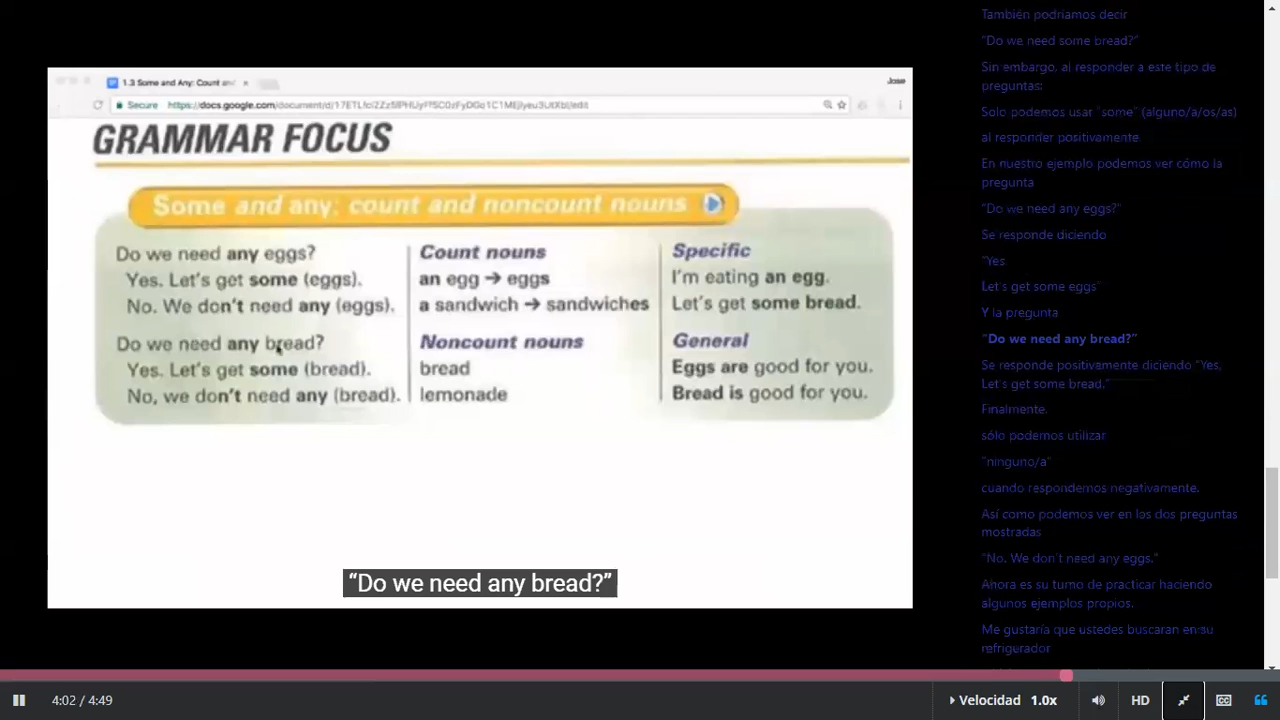 1.3 Some and Any: Count an
Jose
Secure
GRAMMAR FOCUS
Some and any; count and noncount nouns
Do we need any eggs?
Yes. Let's get some (eggs).
No. We don't need any (eggs).
Do we need any bread?
Yes. Let's get some (bread).
No, we don't need any (bread).
Count nouns
an egg → eggs
a sandwich → sandwiches
Noncount nouns
bread
lemonade
Specific
I'm eating an egg.
Let's get some bread.
General
Eggs are good for you.
Bread is good for you.
“Do we need any bread?”
También podríamos decir
“Do we need some bread?”
Sin embargo, al responder a este tipo de
preguntas:
Solo podemos usar “some” (alguno/a/os/as)
al responder positivamente
En nuestro ejemplo podemos ver cómo la
pregunta
“Do we need any eggs?”
Se responde diciendo
“Yes
Let's get some eggs”
Y la pregunta
“Do we need any bread?”
Se responde positivamente diciendo “Yes,
Let's get some bread.”
Finalmente,
sólo podemos utilizar
“ninguno/a”
cuando respondemos negativamente.
Así como podemos ver en los dos preguntas
mostradas
“No. We don't need any eggs.”
Ahora es su turno de practicar haciendo
algunos ejemplos propios.
Me gustaría que ustedes buscaran en su
refrigerador
4:02 / 4:49
Velocidad 1.0x
HD